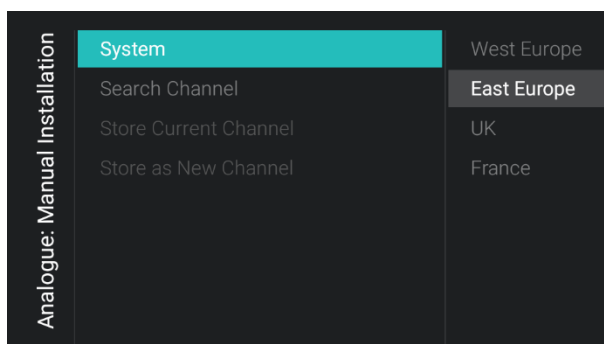 Analogue: Manual Installation
System
Search Channel
Store Current Channel
Store as New Channel
West Europe
East Europe
UK
France